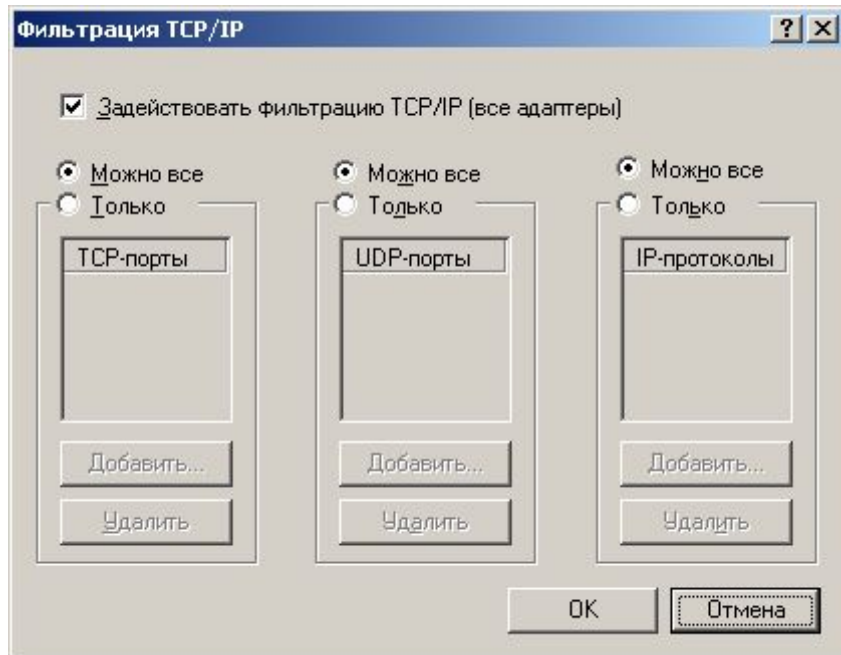 Фильтрация TCP/IP
Задействовать фильтрацию TCP/IP (все адаптеры)
Можно все
Только
TCP-порты
Добавить...
Удалить
Можно все
Только
UDP-порты
Добавить...
Удалить
Можно все
Только
IP-протоколы
Добавить...
Удалить
OK
Отмена